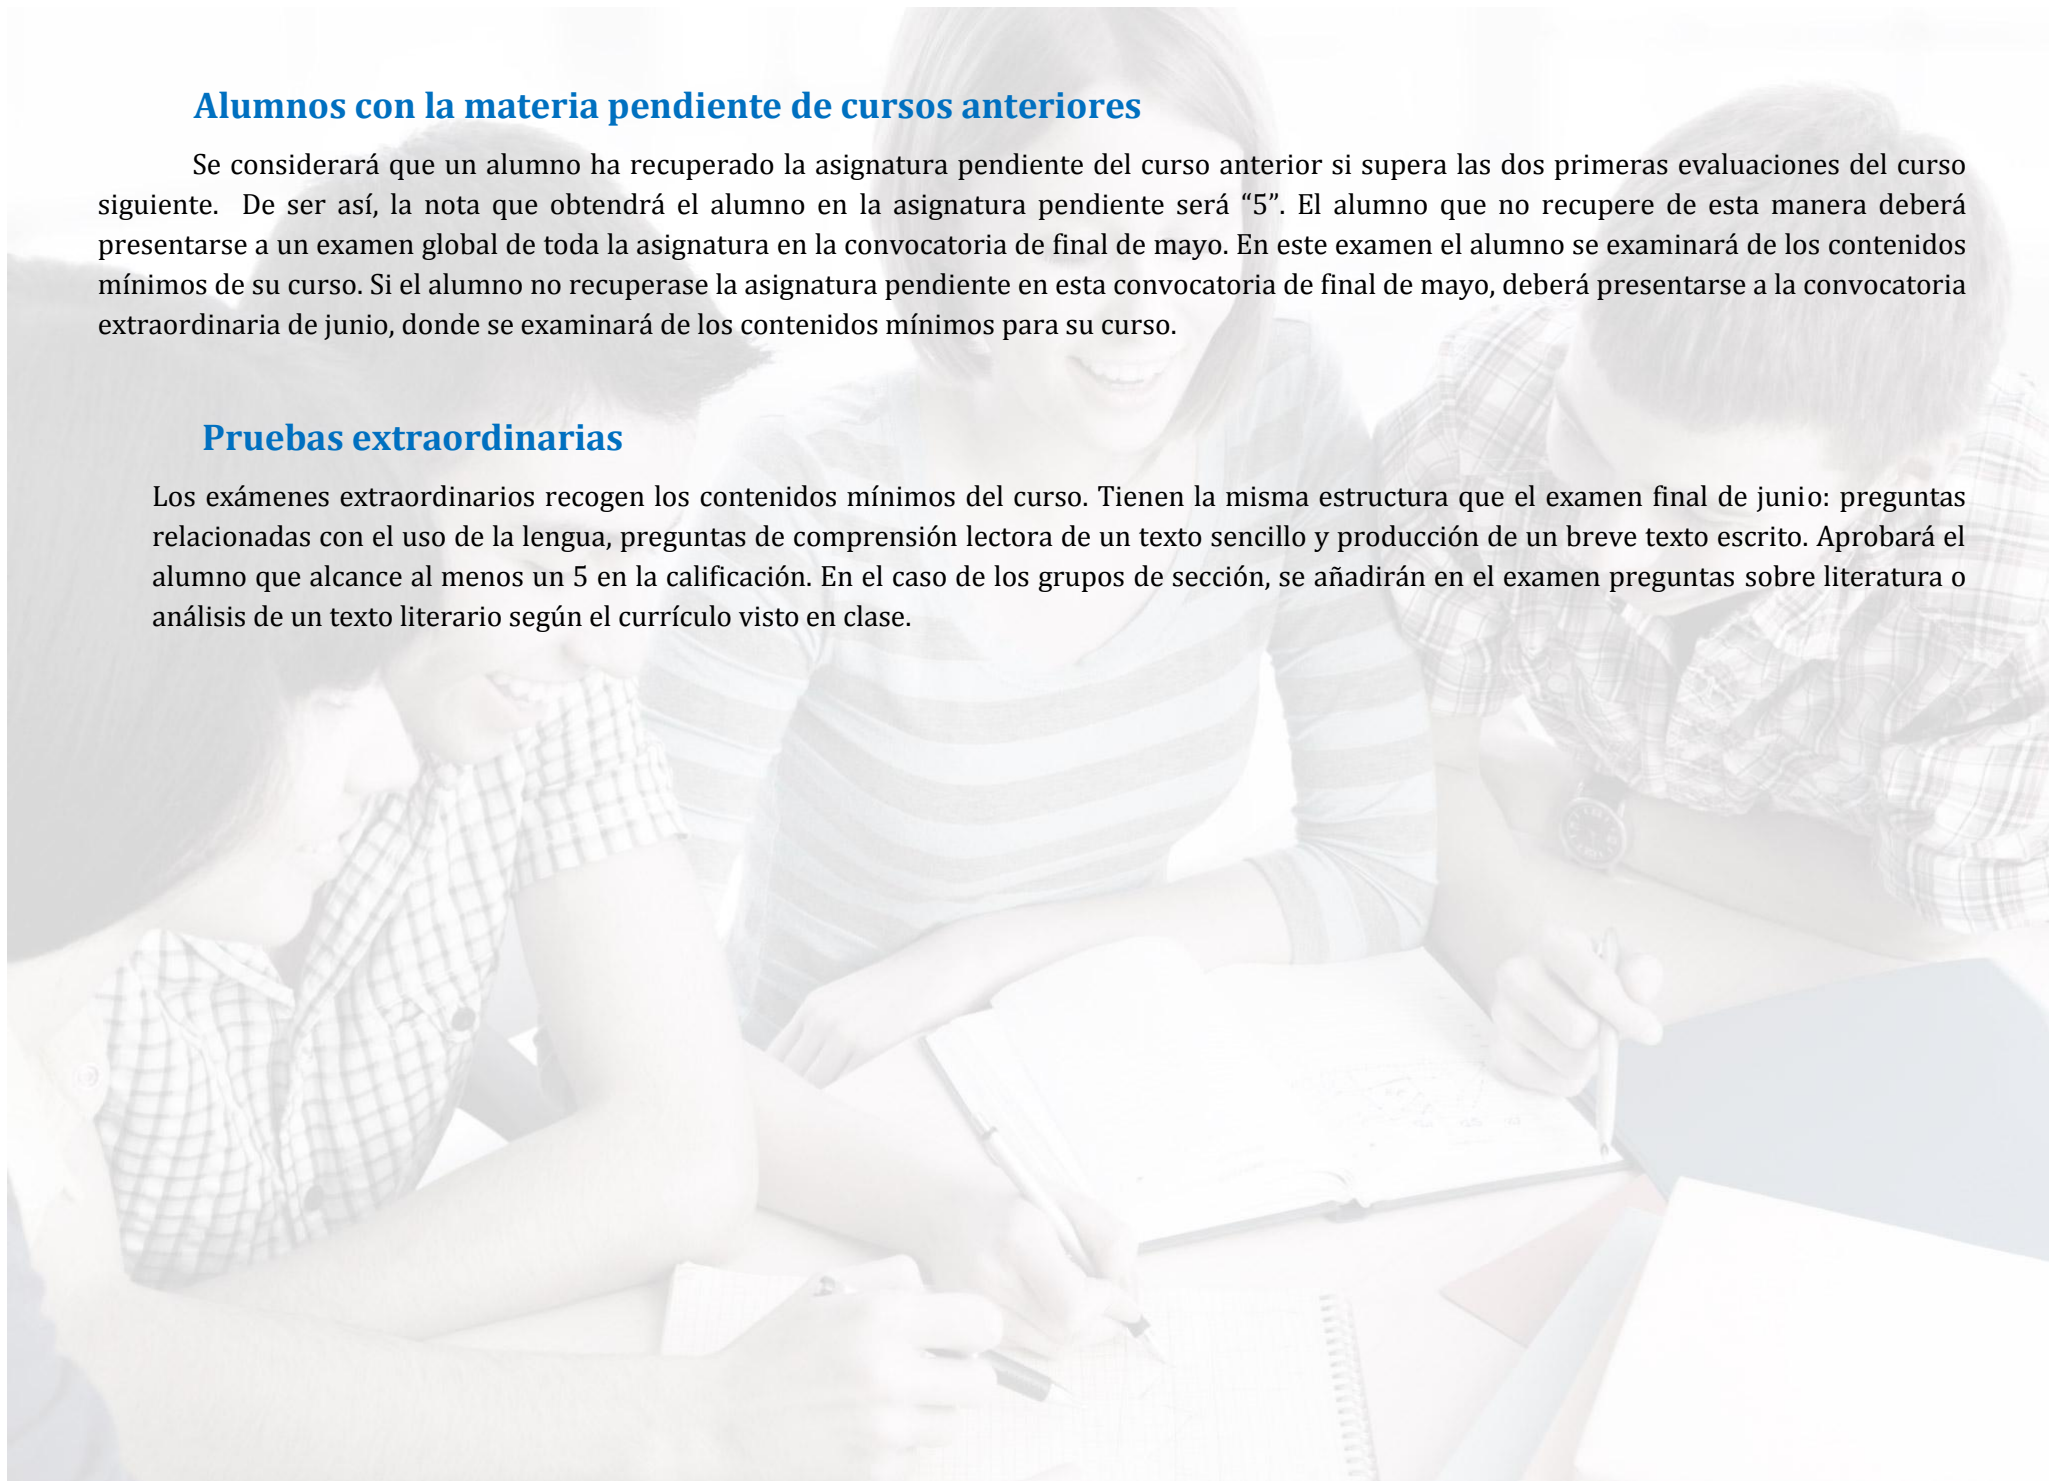 Alumnos con la materia pendiente de cursos anteriores
Se considerará que un alumno ha recuperado la asignatura pendiente del curso anterior si supera las dos primeras evaluaciones del curso
siguiente. De ser así, la nota que obtendrá el alumno en la asignatura pendiente será “5”. El alumno que no recupere de esta manera deberá
presentarse a un examen global de toda la asignatura en la convocatoria de final de mayo. En este examen el alumno se examinará de los contenidos
mínimos de su curso. Si el alumno no recuperase la asignatura pendiente en esta convocatoria de final de mayo, deberá presentarse a la convocatoria
extraordinaria de junio, donde se examinará de los contenidos mínimos para su curso.
Pruebas extraordinarias
Los exámenes extraordinarios recogen los contenidos mínimos del curso. Tienen la misma estructura que el examen final de junio: preguntas
relacionadas con el uso de la lengua, preguntas de comprensión lectora de un texto sencillo y producción de un breve texto escrito. Aprobará el
alumno que alcance al menos un 5 en la calificación. En el caso de los grupos de sección, se añadirán en el examen preguntas sobre literatura o
análisis de un texto literario según el currículo visto en clase.